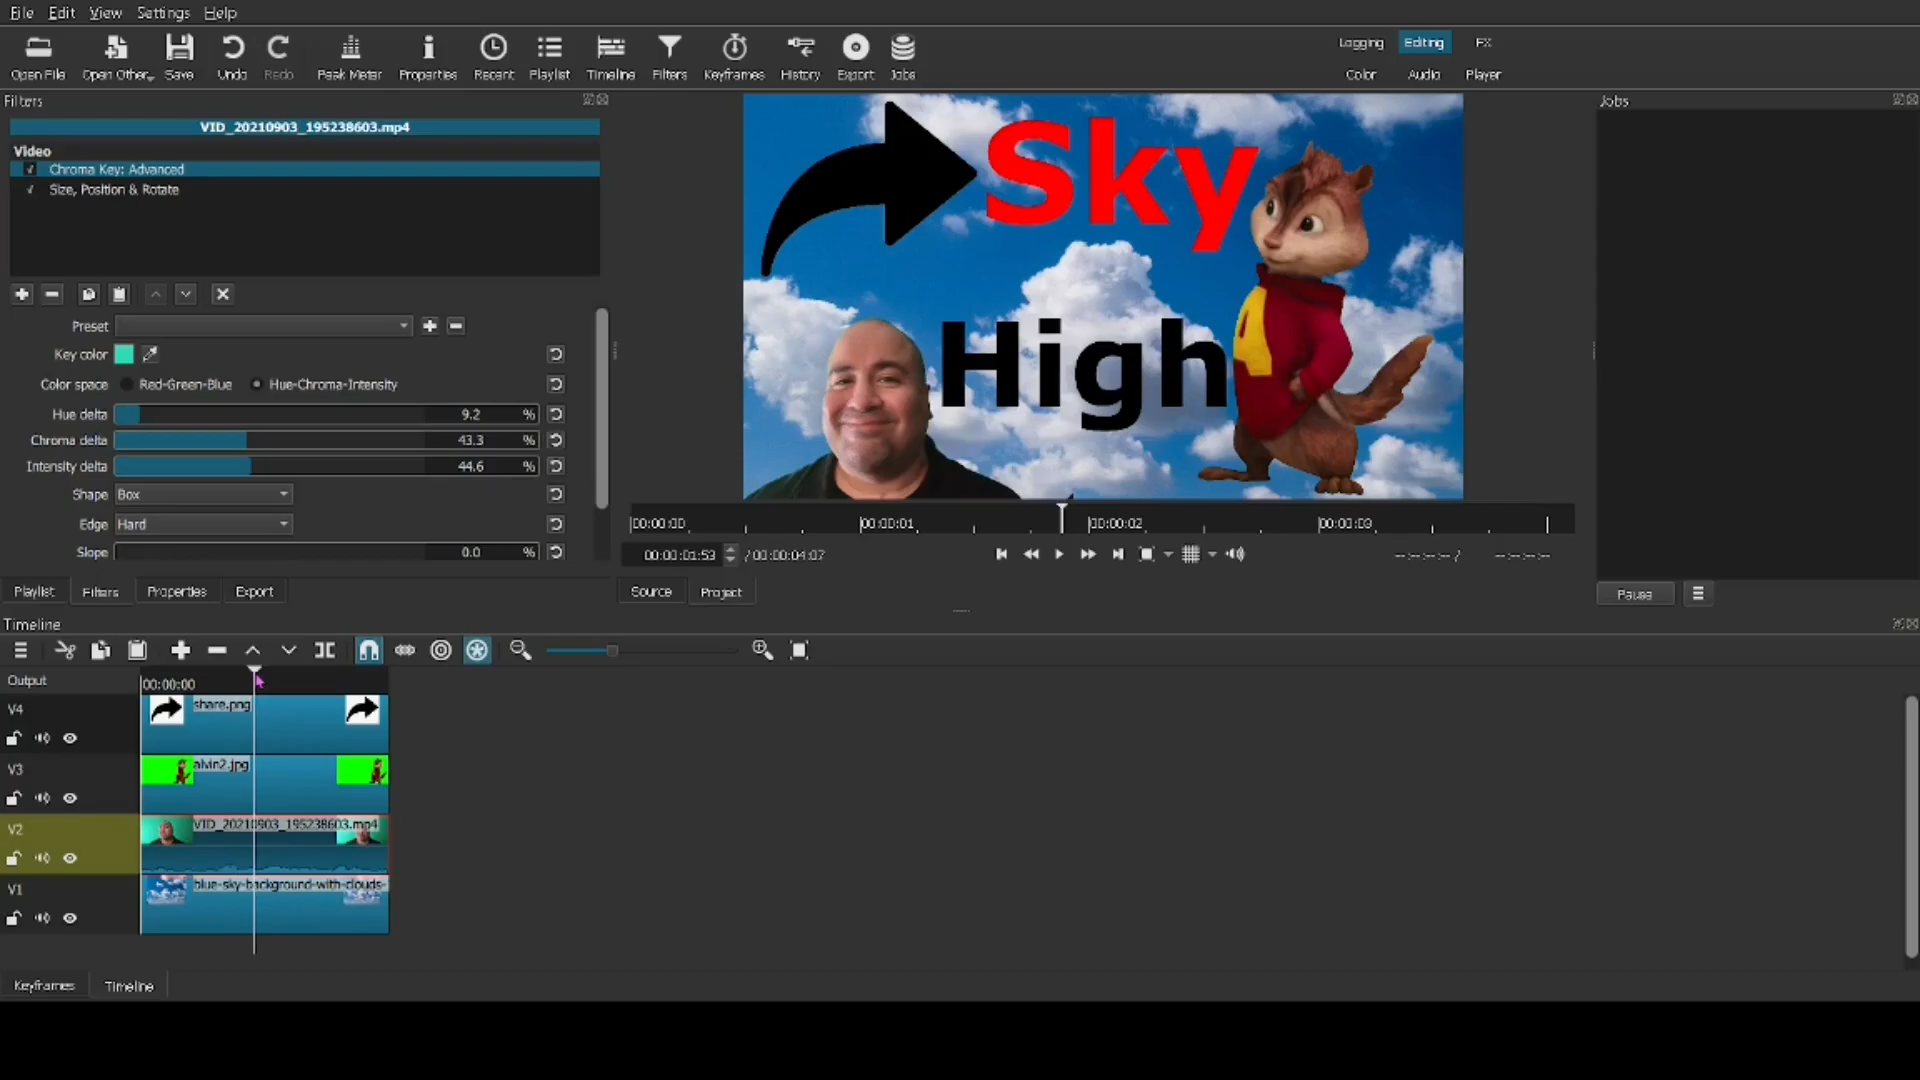 File Edit View Settings Help
Open File Open Other... Save Undo Redo Peak Meter Properties Recent Playlist Timeline Filters Keyframes History Export Jobs
Logging Editing FX
Color Audio Player
Filters
VID_20210903_195238603.mp4
Video
Chroma Key: Advanced
Size, Position & Rotate
Preset
Key color
Color space Red-Green-Blue Hue-Chroma-Intensity
Hue delta 9.2 %
Chroma delta 43.3 %
Intensity delta 44.6 %
Shape Box
Edge Hard
Slope 0.0 %
Playlist Filters Properties Export
Sky
High
A
00:00:00 00:00:01 00:00:02 00:00:03
00:00:01:53 / 00:00:04:07 --:--:--:-- / --:--:--:--
Source Project
Jobs
Pause
Timeline
Output
00:00:00
V4
share.png
V3
alvin2.jpg
V2
VID_20210903_195238603.mp4
V1
blue-sky-background-with-clouds-
Keyframes Timeline